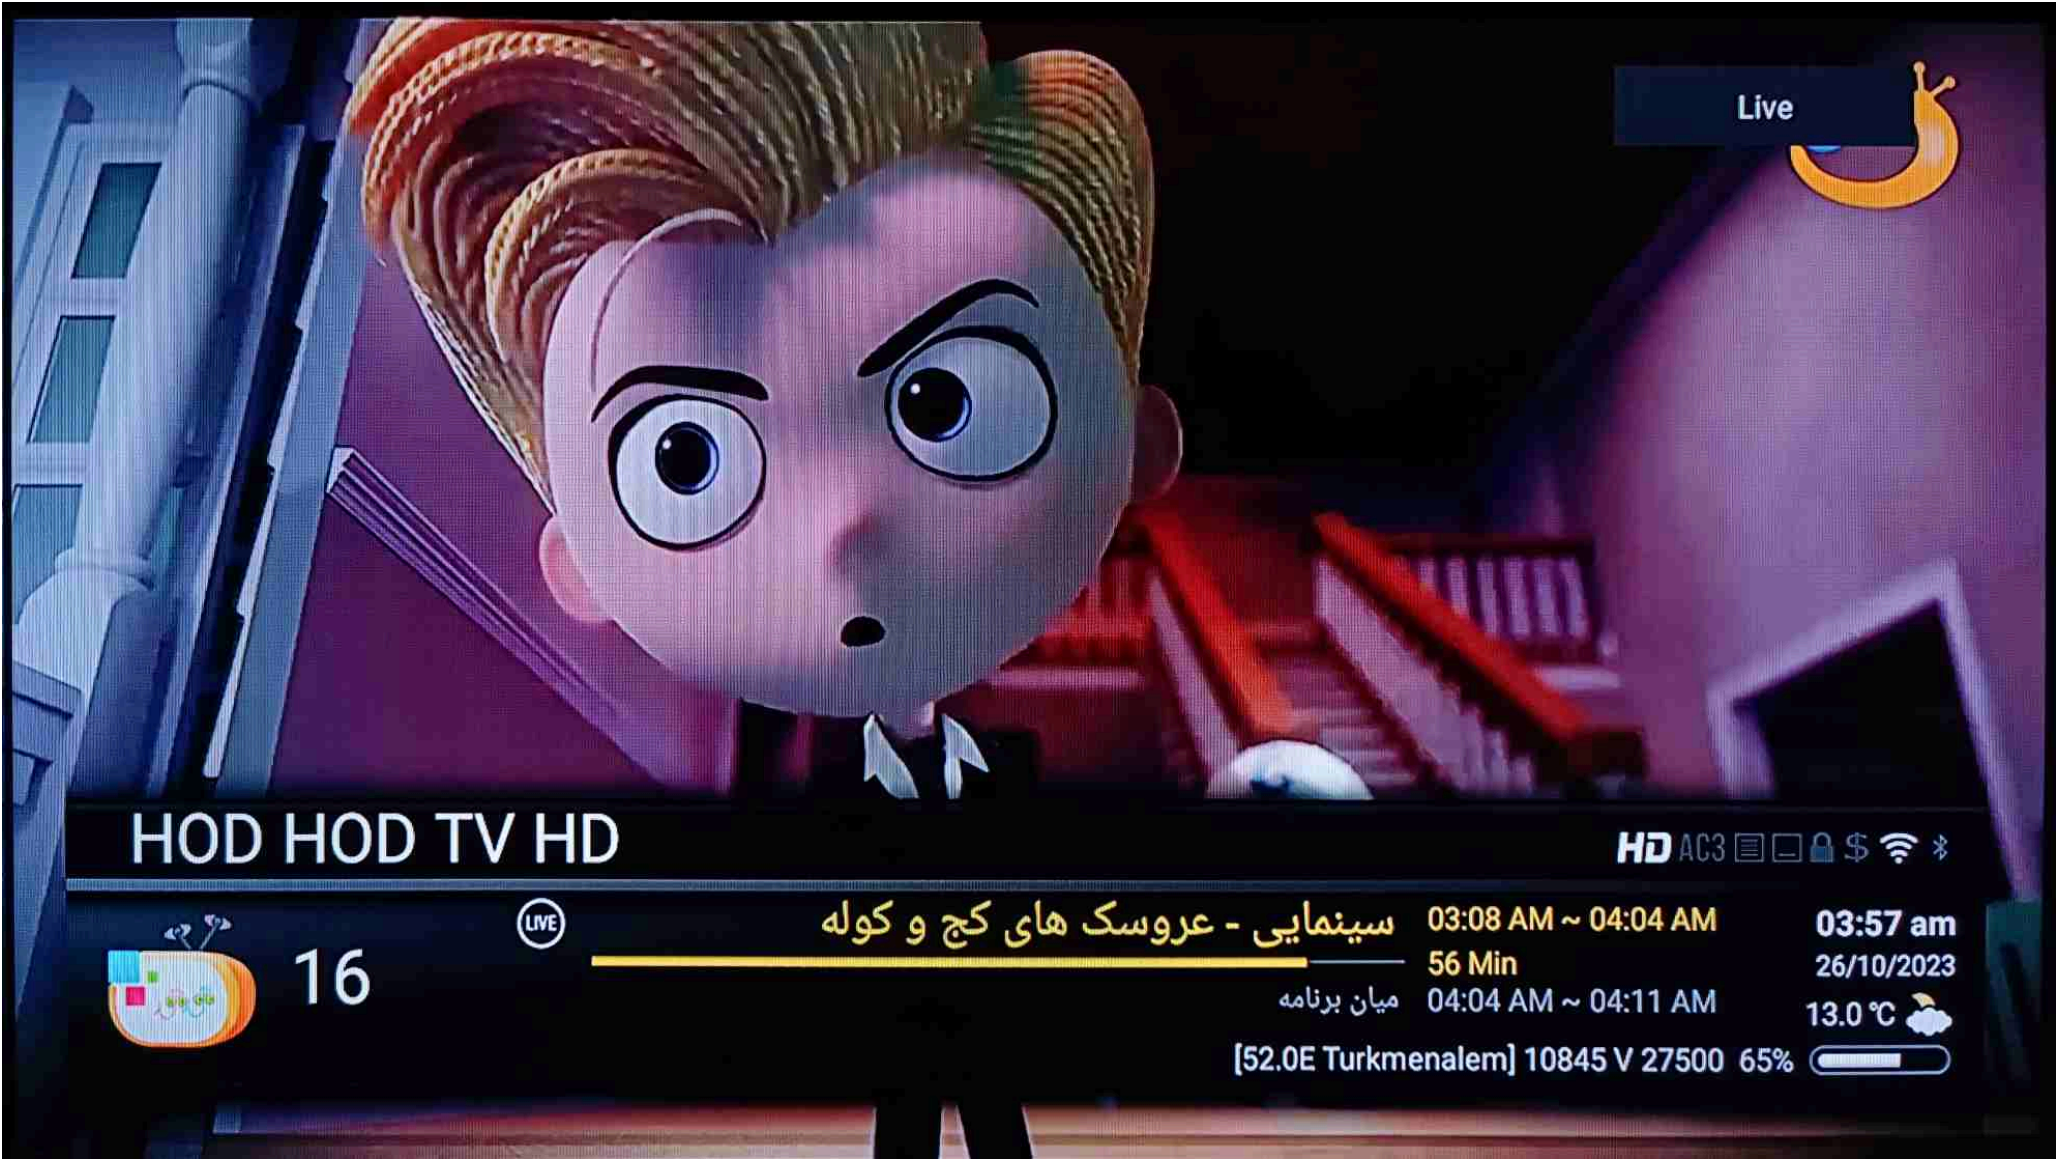 Live
HOD HOD TV HD
HD AC3 $
LIVE
سینمایی - عروسک های کج و کوله
03:08 AM ~ 04:04 AM
03:57 am
16
56 Min
26/10/2023
میان برنامه
04:04 AM ~ 04:11 AM
13.0 °C
[52.0E Turkmenalem] 10845 V 27500 65%